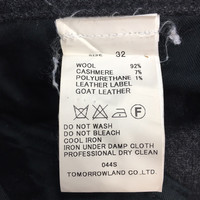 SIZE 32
WOOL 92%
CASHMERE 7%
POLYURETHANE 1%
LEATHER LABEL
GOAT LEATHER
F
DO NOT WASH
DO NOT BLEACH
COOL IRON
IRON UNDER DAMP CLOTH
PROFESSIONAL DRY CLEAN
044S
TOMORROWLAND CO.,LTD.